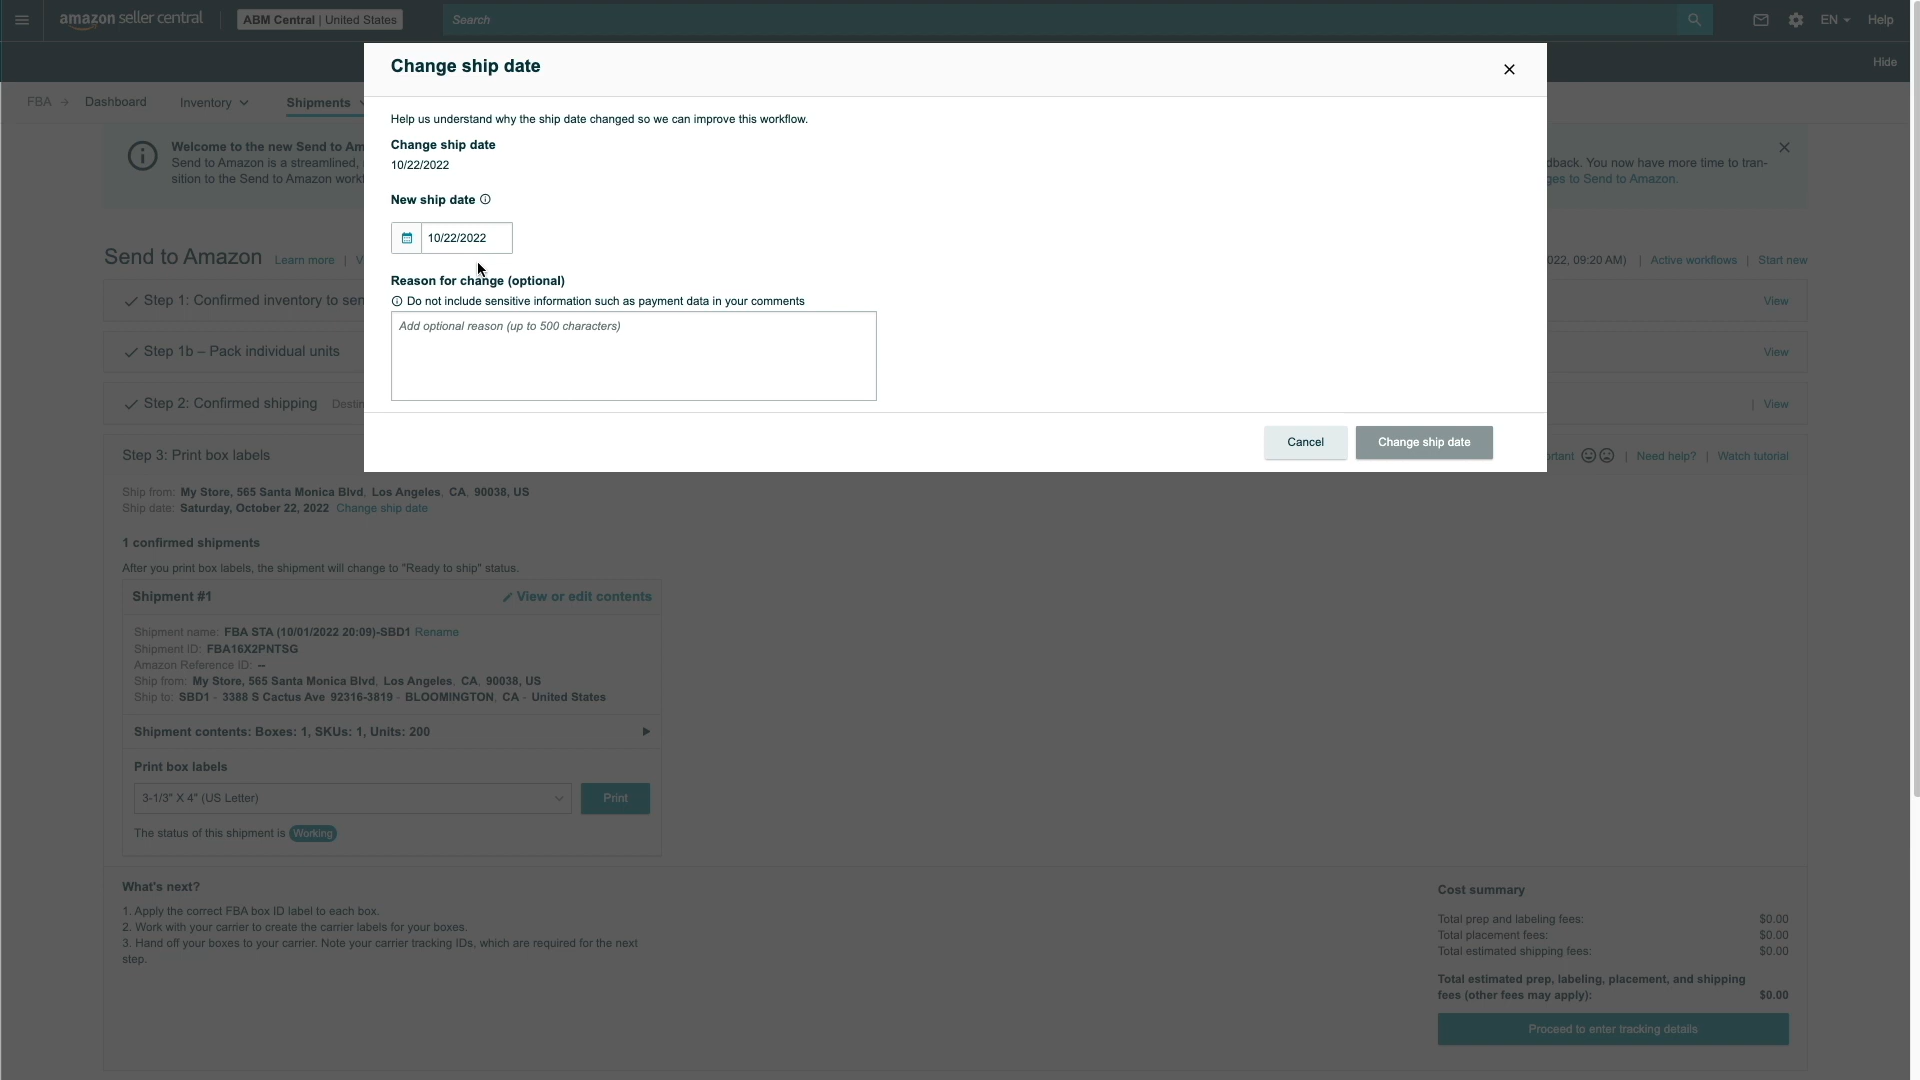 amazon seller central
ABM Central | United States
Search
EN
Help
Hide
FBA
Dashboard
Inventory
Shipments
Change ship date
Help us understand why the ship date changed so we can improve this workflow.
Change ship date
10/22/2022
New ship date
10/22/2022
Reason for change (optional)
Do not include sensitive information such as payment data in your comments
Add optional reason (up to 500 characters)
Cancel
Change ship date
Welcome to the new Send to Am
Send to Amazon is a streamlined,
dback. You now have more time to tran-
sition to the Send to Amazon work
ges to Send to Amazon.
Send to Amazon
Learn more | V
022, 09:20 AM) | Active workflows | Start new
Step 1: Confirmed inventory to sen
View
Step 1b – Pack individual units
View
Step 2: Confirmed shipping
Destin
| View
Step 3: Print box labels
ortant
| Need help? | Watch tutorial
Ship from: My Store, 565 Santa Monica Blvd, Los Angeles, CA, 90038, US
Ship date: Saturday, October 22, 2022 Change ship date
1 confirmed shipments
After you print box labels, the shipment will change to "Ready to ship" status.
Shipment #1
View or edit contents
Shipment name: FBA STA (10/01/2022 20:09)-SBD1 Rename
Shipment ID: FBA16X2PNTSG
Amazon Reference ID: --
Ship from: My Store, 565 Santa Monica Blvd, Los Angeles, CA, 90038, US
Ship to: SBD1 - 3388 S Cactus Ave 92316-3819 - BLOOMINGTON, CA - United States
Shipment contents: Boxes: 1, SKUs: 1, Units: 200
Print box labels
3-1/3" X 4" (US Letter)
Print
The status of this shipment is Working
What's next?
1. Apply the correct FBA box ID label to each box.
2. Work with your carrier to create the carrier labels for your boxes.
3. Hand off your boxes to your carrier. Note your carrier tracking IDs, which are required for the next
step.
Cost summary
Total prep and labeling fees: $0.00
Total placement fees: $0.00
Total estimated shipping fees: $0.00
Total estimated prep, labeling, placement, and shipping
fees (other fees may apply): $0.00
Proceed to enter tracking details